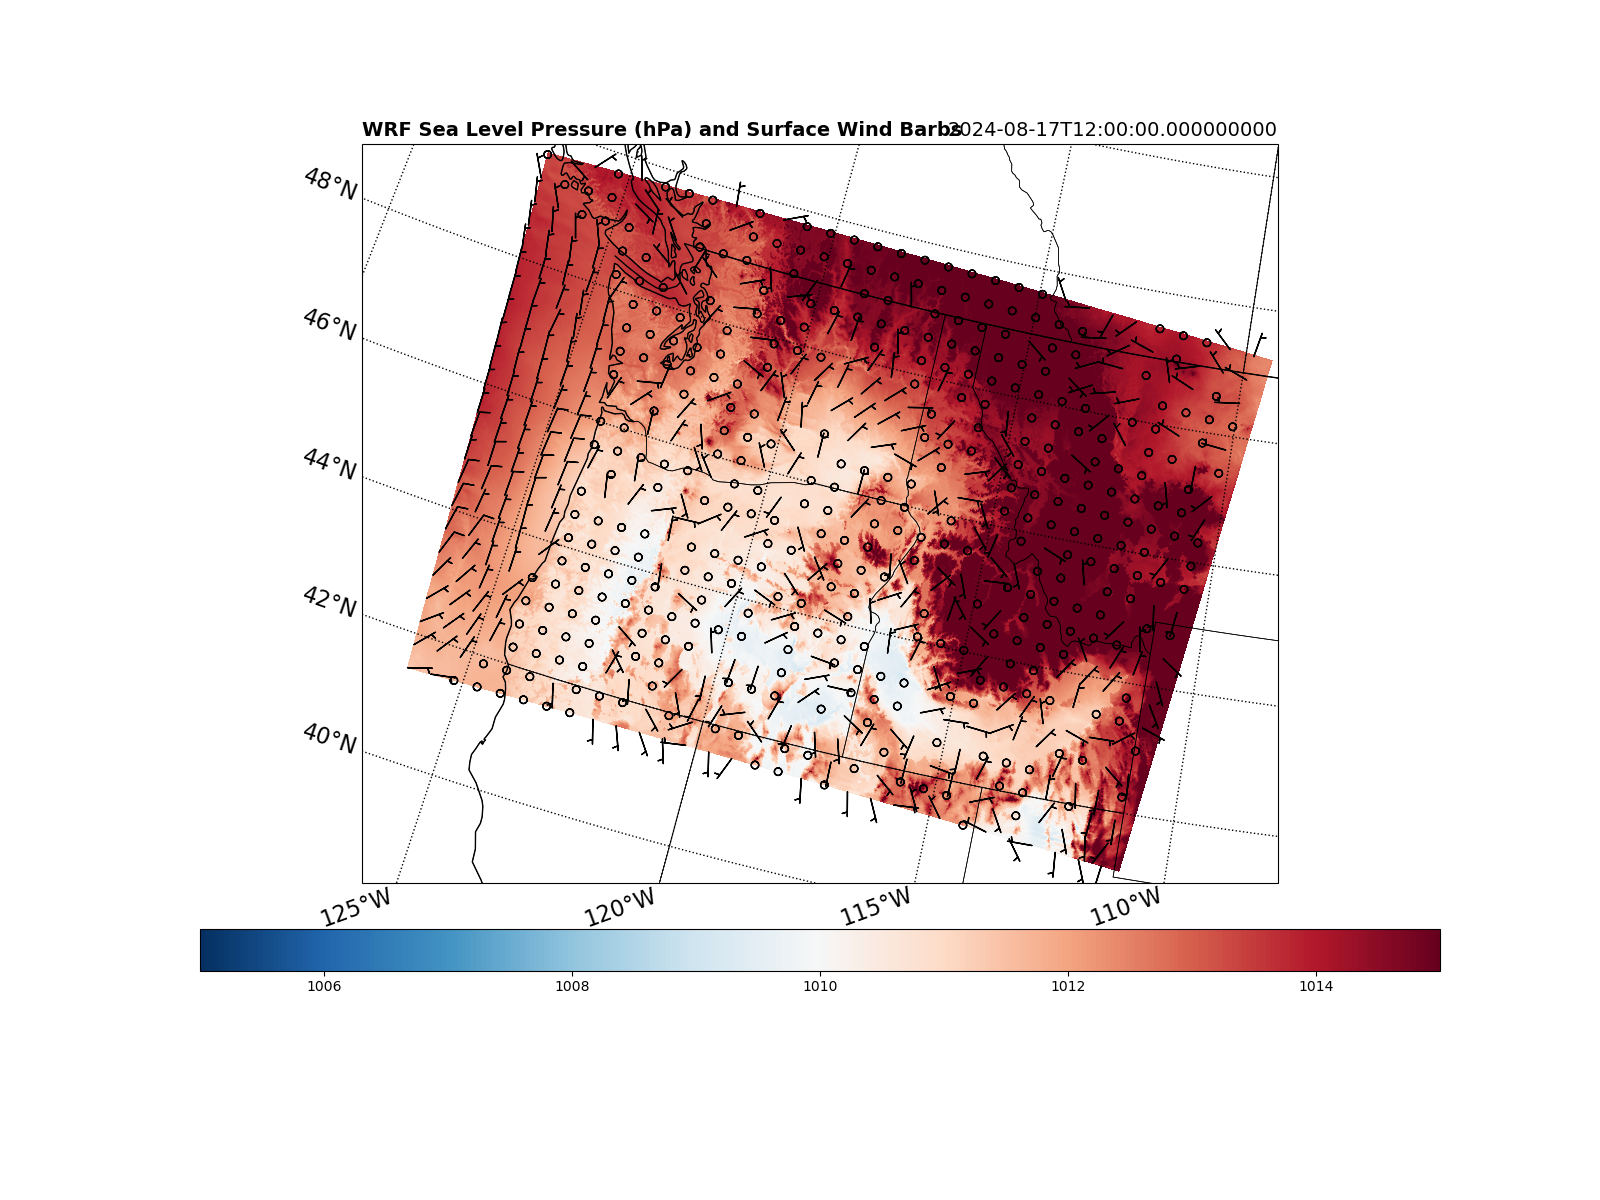 WRF Sea Level Pressure (hPa) and Surface Wind Barbs 2024-08-17T12:00:00.000000000
48°N
46°N
44°N
42°N
40°N
125°W 120°W 115°W 110°W
1006 1008 1010 1012 1014